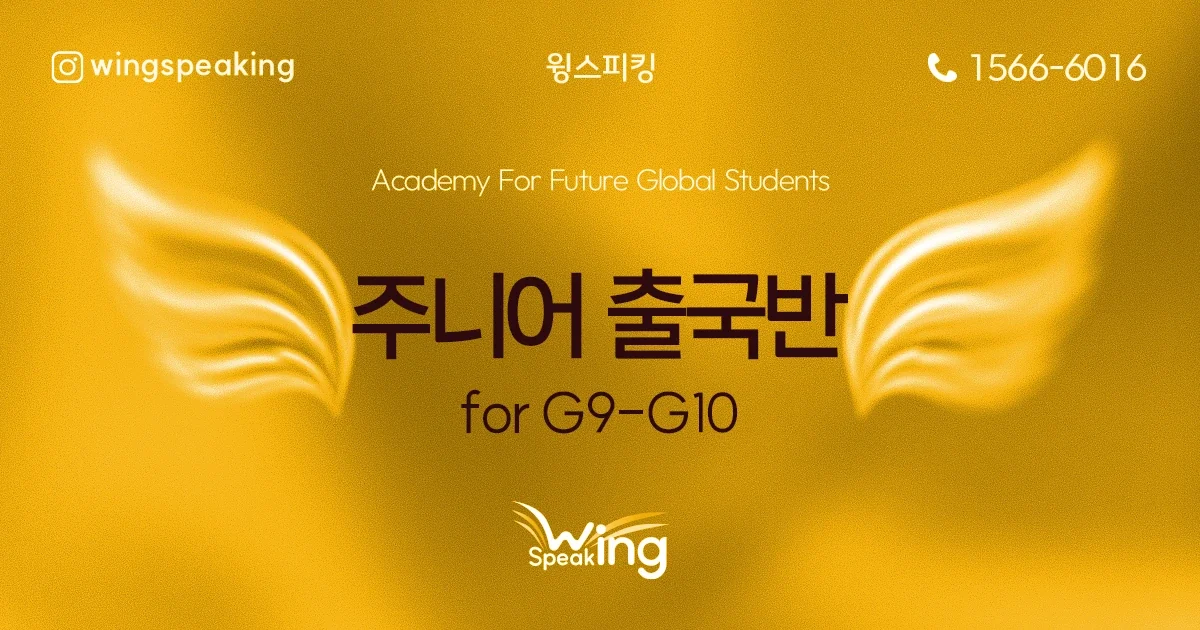 wingspeaking
윙스피킹
1566-6016
Academy For Future Global Students
주니어 출국반
for G9-G10
Wing
Speak